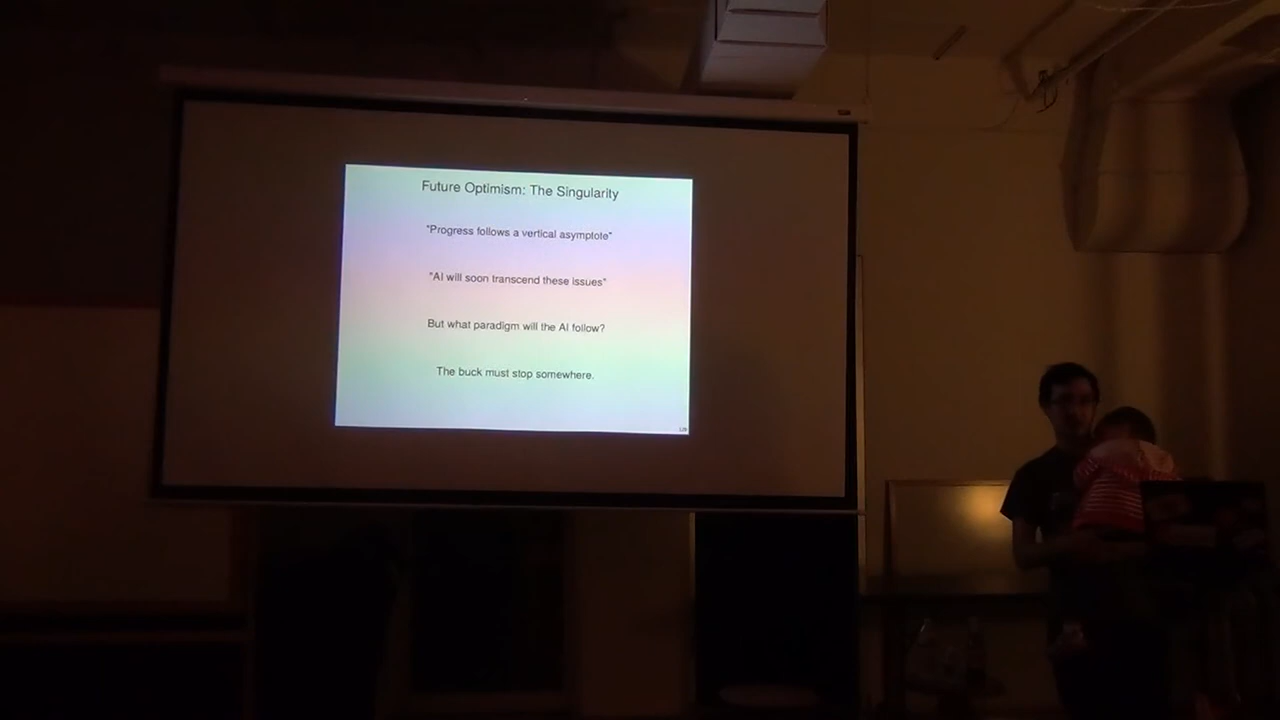 Future Optimism: The Singularity
"Progress follows a vertical asymptote"
"AI will soon transcend these issues"
But what paradigm will the AI follow?
The buck must stop somewhere.